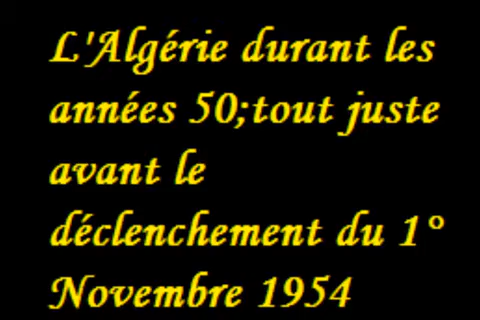 L'Algérie durant les
années 50;tout juste
avant le
déclenchement du 1°
Novembre 1954